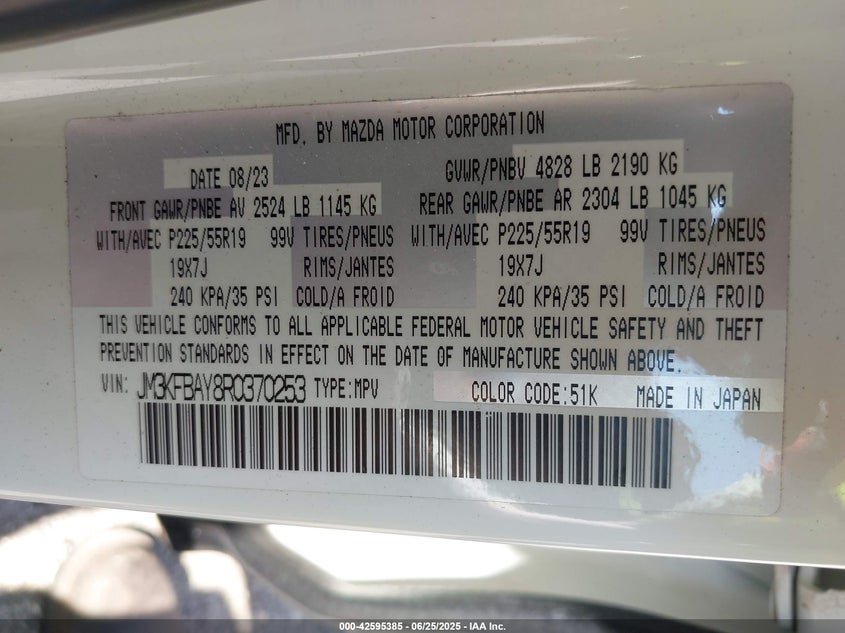 MFD. BY MAZDA MOTOR CORPORATION
DATE 08/23 GVWR/PNBV 4828 LB 2190 KG
FRONT GAWR/PNBE AV 2524 LB 1145 KG REAR GAWR/PNBE AR 2304 LB 1045 KG
WITH/AVEC P225/55R19 99V TIRES/PNEUS WITH/AVEC P225/55R19 99V TIRES/PNEUS
19X7J RIMS/JANTES 19X7J RIMS/JANTES
240 KPA/35 PSI COLD/A FROID 240 KPA/35 PSI COLD/A FROID
THIS VEHICLE CONFORMS TO ALL APPLICABLE FEDERAL MOTOR VEHICLE SAFETY AND THEFT
PREVENTION STANDARDS IN EFFECT ON THE DATE OF MANUFACTURE SHOWN ABOVE.
VIN: JM3KFBAY8R0370253 TYPE:MPV COLOR CODE:51K MADE IN JAPAN
000-42595385 - 06/25/2025 - IAA Inc.